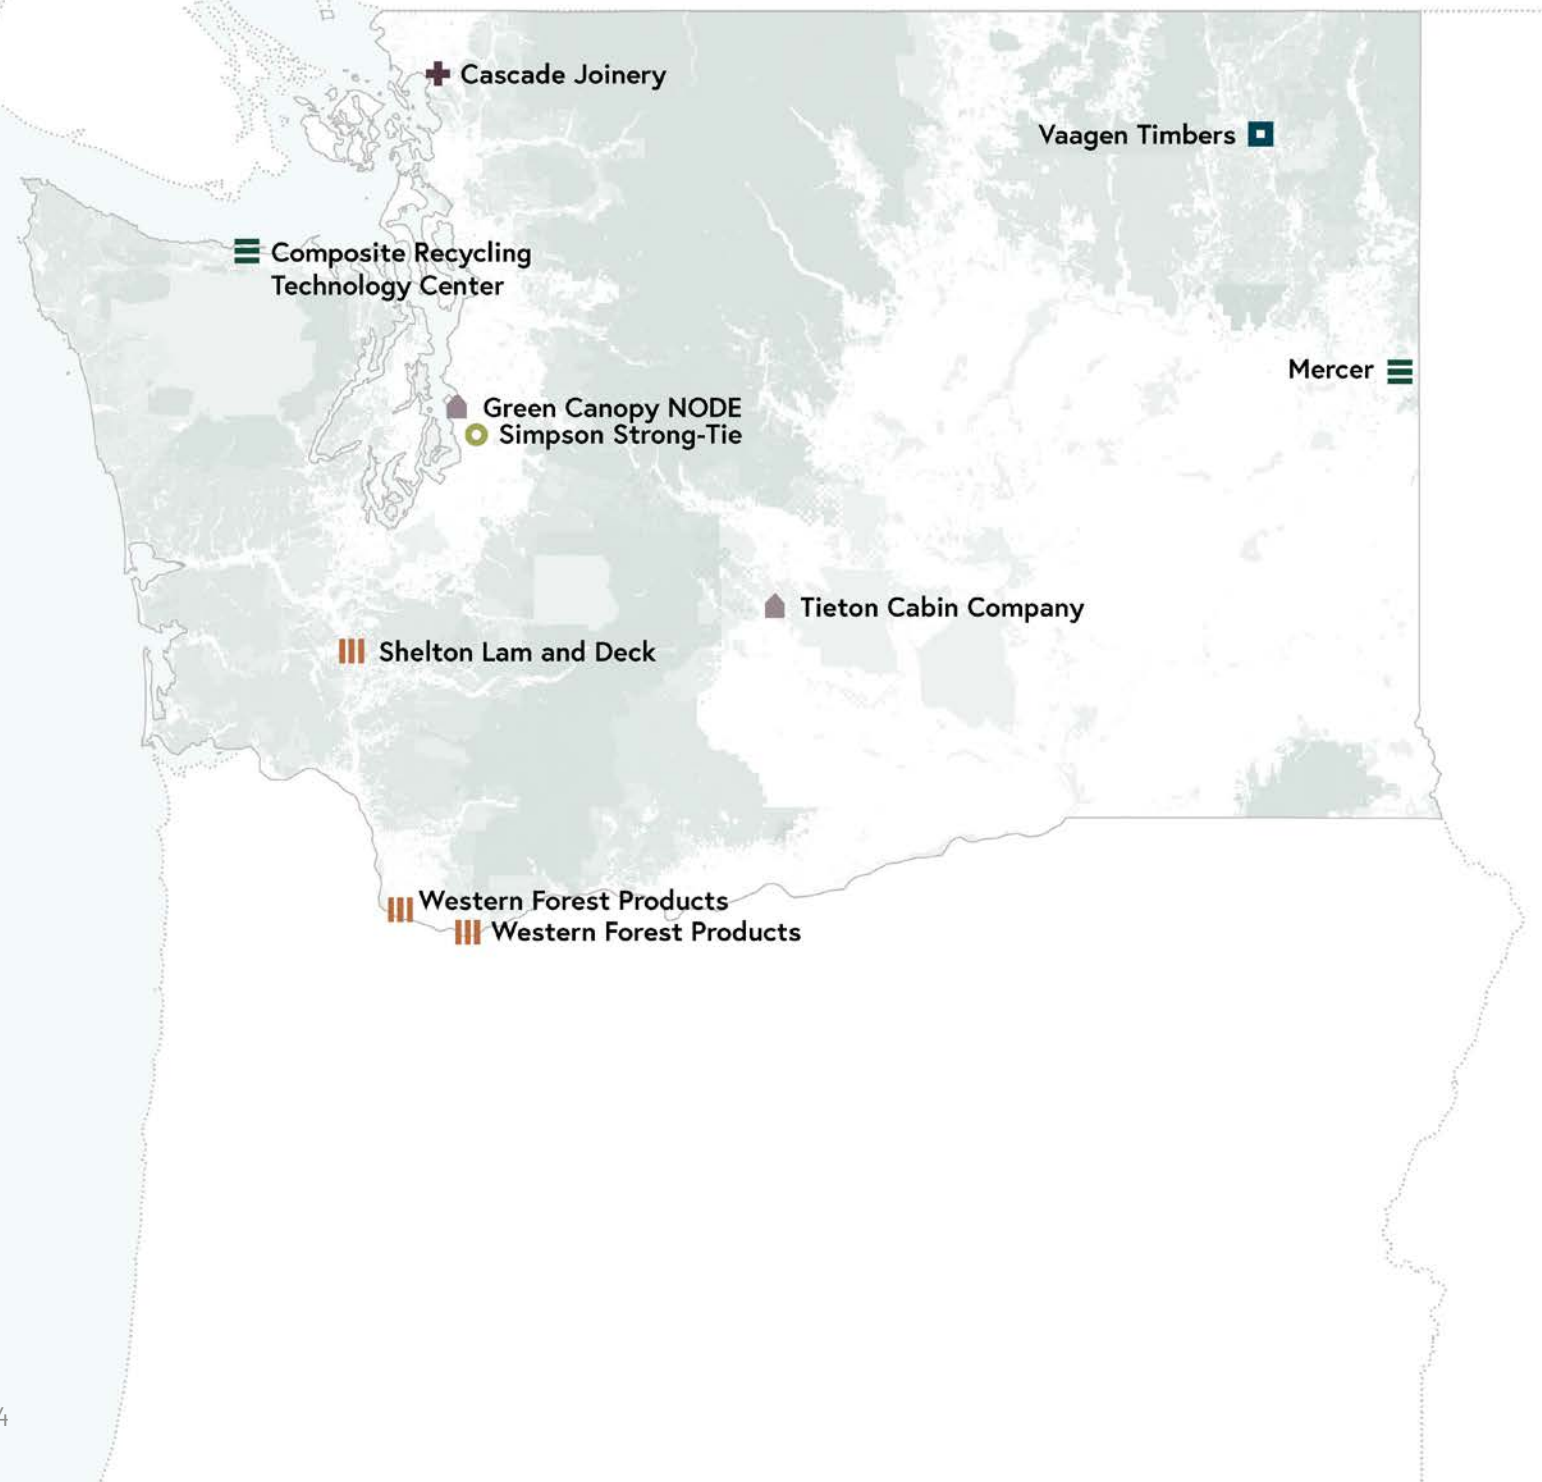 Cascade Joinery
Vaagen Timbers
Composite Recycling
Technology Center
Mercer
Green Canopy NODE
Simpson Strong-Tie
Tieton Cabin Company
Shelton Lam and Deck
Western Forest Products
Western Forest Products
4